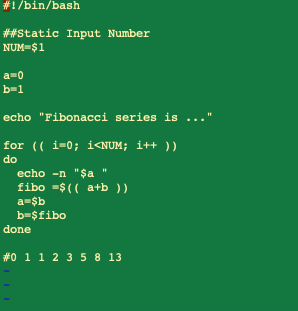 #!/bin/bash
##Static Input Number
NUM=$1
a=0
b=1
echo "Fibonacci series is ..."
for (( i=0; i<NUM; i++ ))
do
echo -n "$a "
fibo =$(( a+b ))
a=$b
b=$fibo
done
#0 1 1 2 3 5 8 13
~
~
~